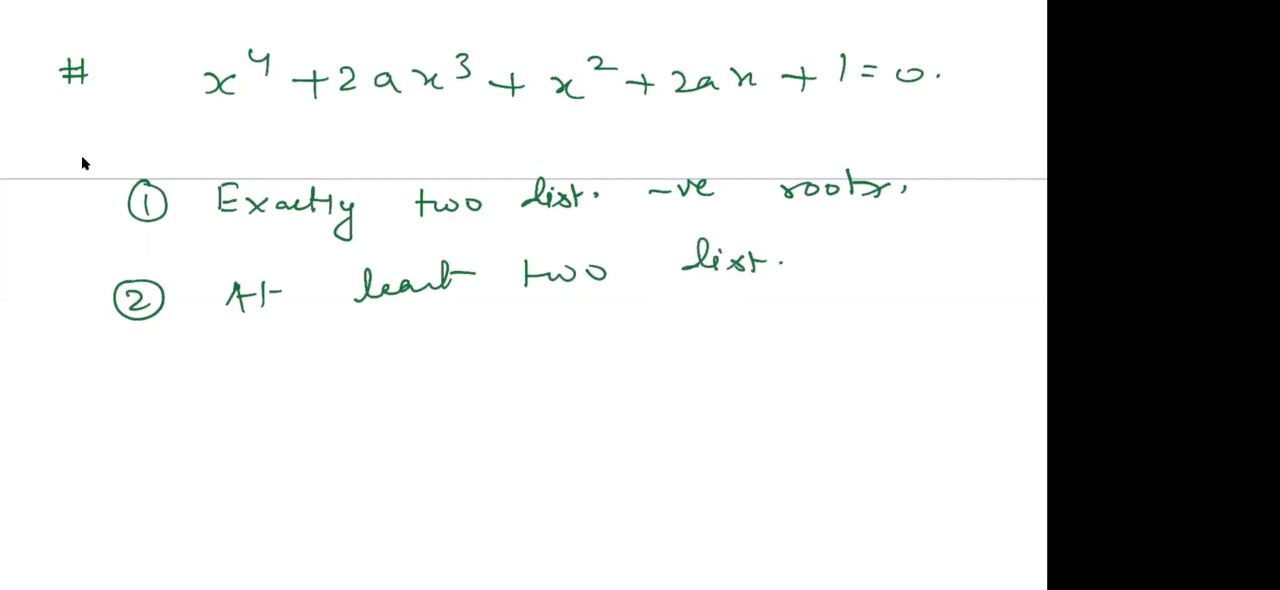 # x⁴ + 2ax³ + x² + 2ax + 1 = 0.
① Exactly two dist. -ve roots.
② At least two dist.